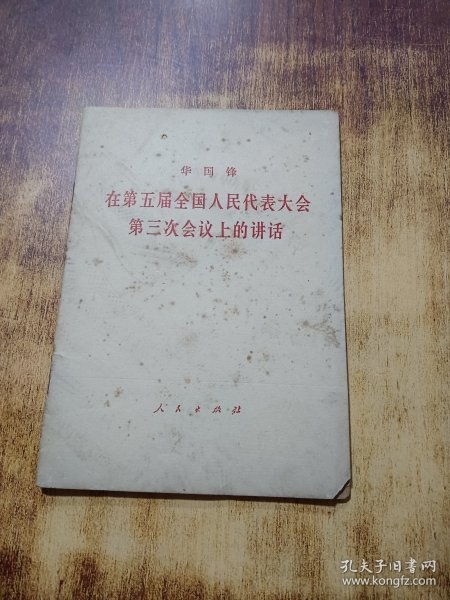 华国锋
在第五届全国人民代表大会
第三次会议上的讲话
人民出版社
孔夫子旧书网
www.kongfz.com